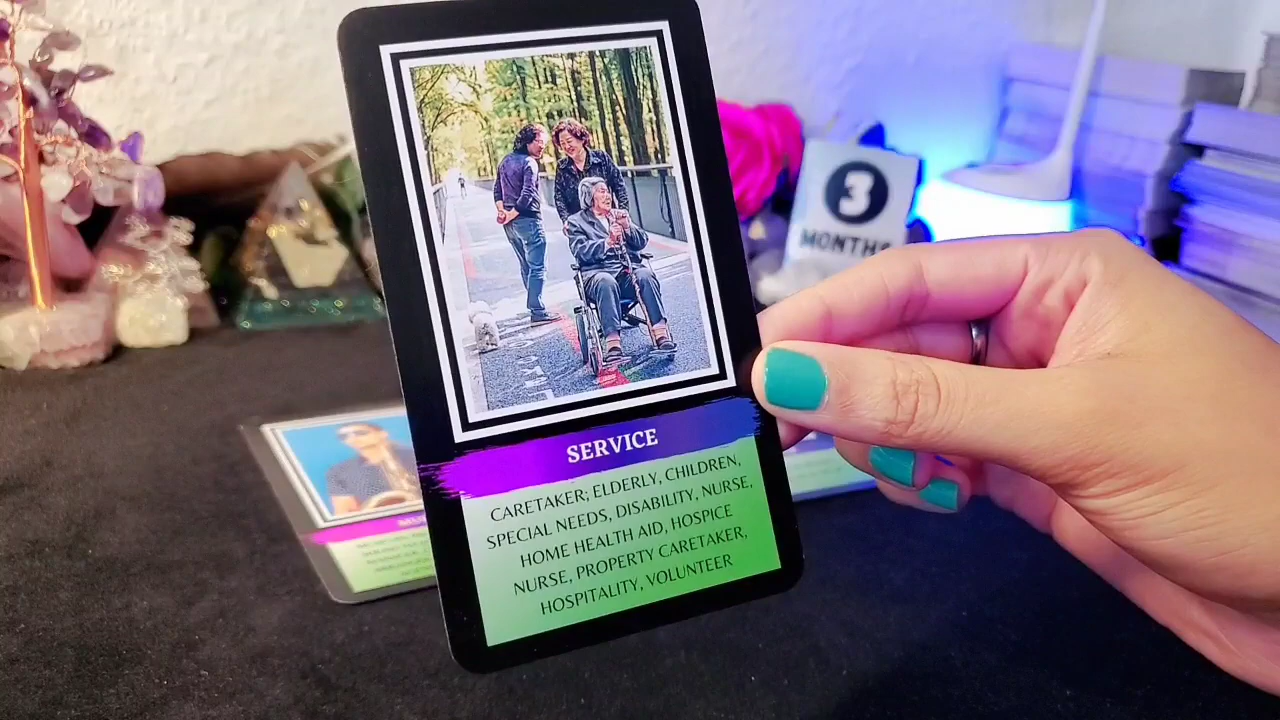 3
MONTHS
SERVICE
CARETAKER; ELDERLY, CHILDREN,
SPECIAL NEEDS, DISABILITY, NURSE,
HOME HEALTH AID, HOSPICE
NURSE, PROPERTY CARETAKER,
HOSPITALITY, VOLUNTEER